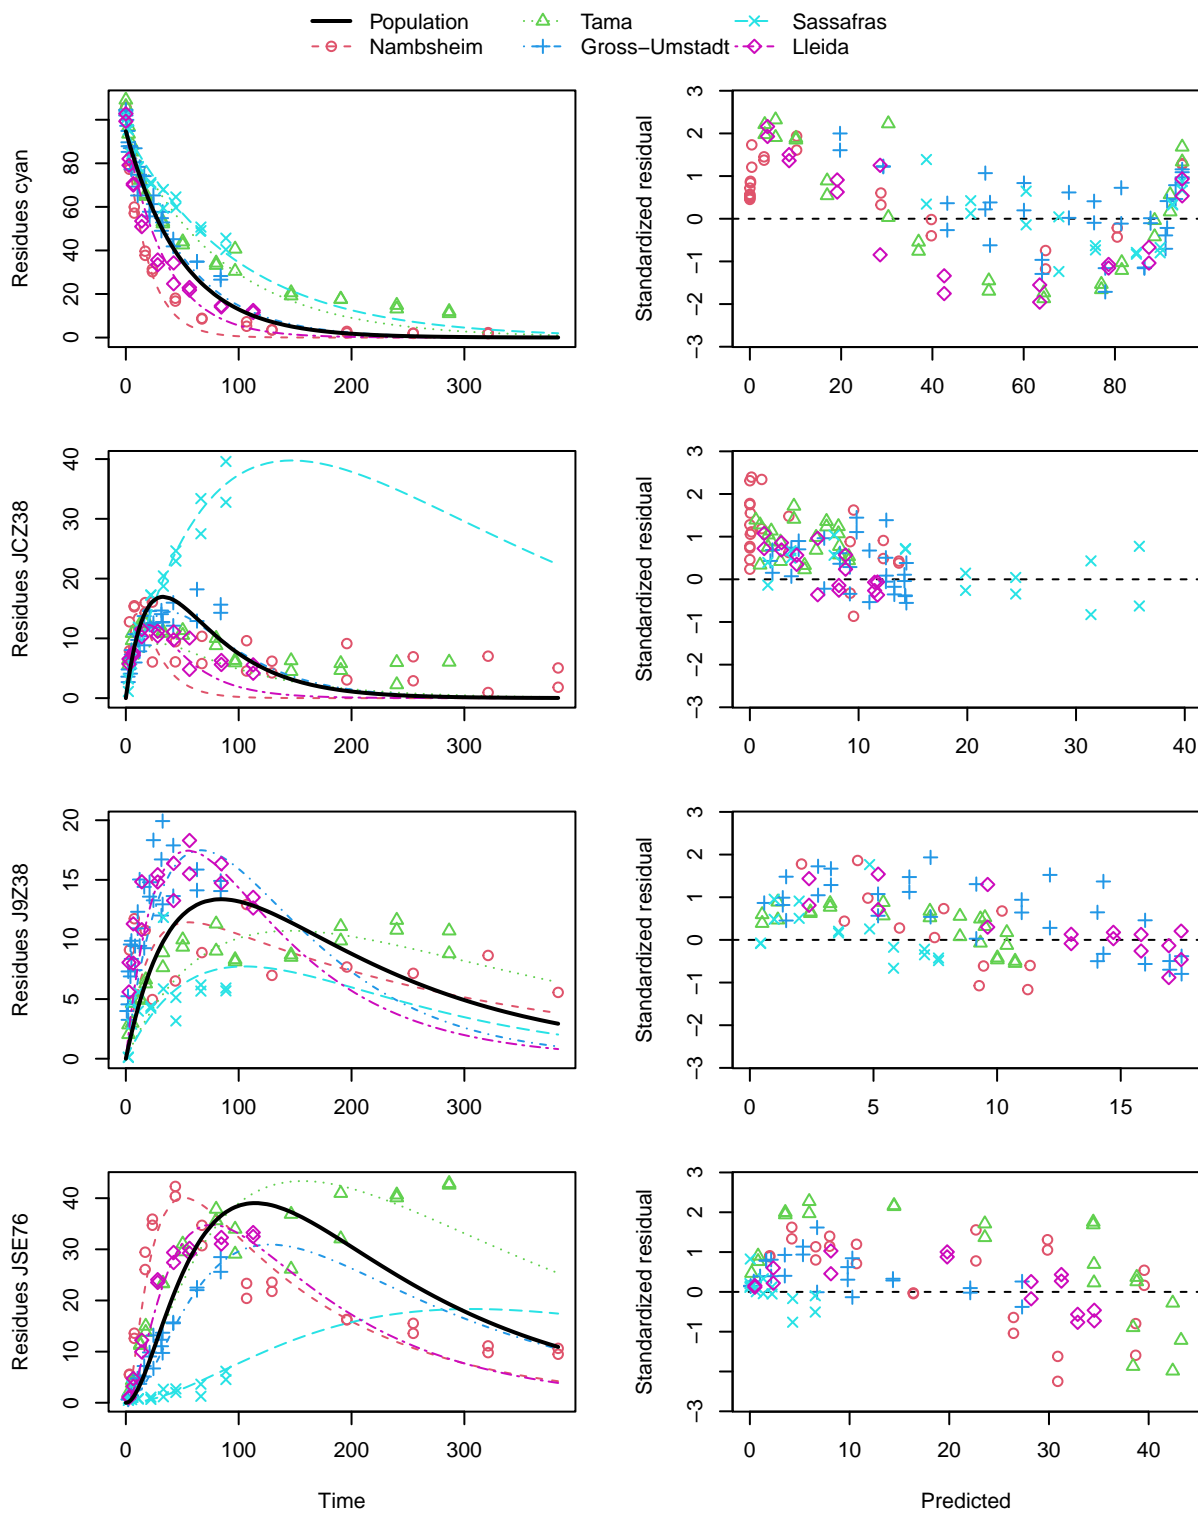 Population Tama Sassafras
Nambsheim Gross−Umstadt Lleida
Residues cyan
0 20 40 60 80
0 100 200 300
Standardized residual
−3 −2 −1 0 1 2 3
0 20 40 60 80
Residues JCZ38
0 10 20 30 40
0 100 200 300
Standardized residual
−3 −2 −1 0 1 2 3
0 10 20 30 40
Residues J9Z38
0 5 10 15 20
0 100 200 300
Standardized residual
−3 −2 −1 0 1 2 3
0 5 10 15
Residues JSE76
0 10 20 30 40
0 100 200 300
Time
Standardized residual
−3 −1 0 1 2 3
0 10 20 30 40
Predicted